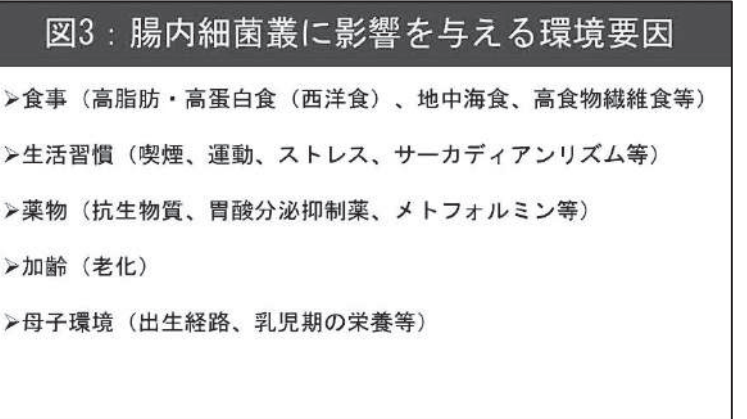 図3：腸内細菌叢に影響を与える環境要因
➢食事（高脂肪・高蛋白食（西洋食）、地中海食、高食物繊維食等）
➢生活習慣（喫煙、運動、ストレス、サーカディアンリズム等）
➢薬物（抗生物質、胃酸分泌抑制薬、メトフォルミン等）
➢加齢（老化）
➢母子環境（出生経路、乳児期の栄養等）